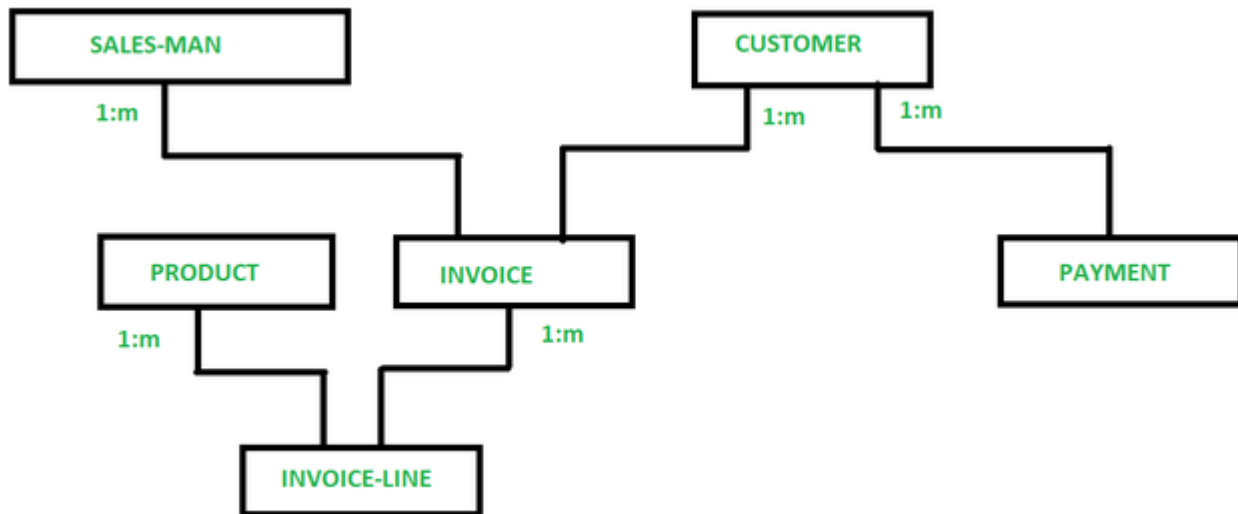 SALES-MAN
CUSTOMER
1:m
1:m
1:m
PRODUCT
INVOICE
PAYMENT
1:m
1:m
INVOICE-LINE